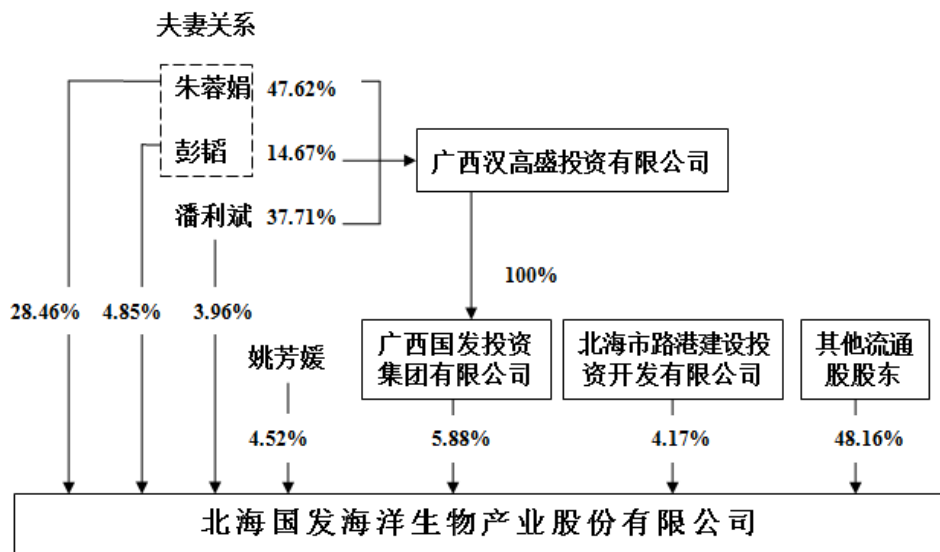 夫妻关系
朱蓉娟 47.62%
彭韬 14.67%
广西汉高盛投资有限公司
潘利斌 37.71%
100%
28.46% 4.85% 3.96%
姚芳媛
广西国发投资
集团有限公司
北海市路港建设投
资开发有限公司
其他流通
股股东
4.52% 5.88% 4.17% 48.16%
北海国发海洋生物产业股份有限公司